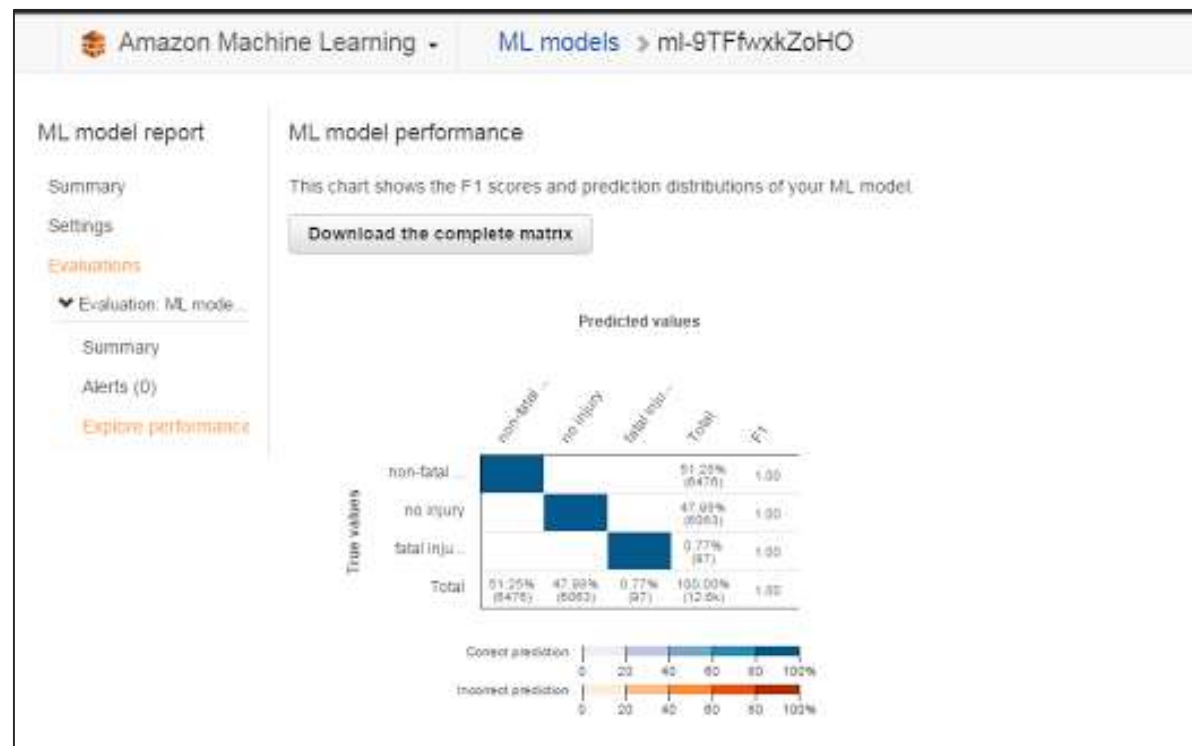 Amazon Machine Learning ML models > ml-9TFfwxkZoHO
ML model report
Summary
Settings
Evaluations
Evaluation: ML mode...
Summary
Alerts (0)
Explore performance
ML model performance
This chart shows the F1 scores and prediction distributions of your ML model
Download the complete matrix
Predicted values
non-fatal ... no injury fatal inju... Total F1
True values
non-fatal ... 51.25% (6476) 1.00
no injury 47.98% (6063) 1.00
fatal inju... 0.77% (97) 1.00
Total 51.25% (6476) 47.98% (6063) 0.77% (97) 100.00% (12.6k) 1.00
Correct prediction
0 20 40 60 80 100%
Incorrect prediction
0 20 40 60 80 100%